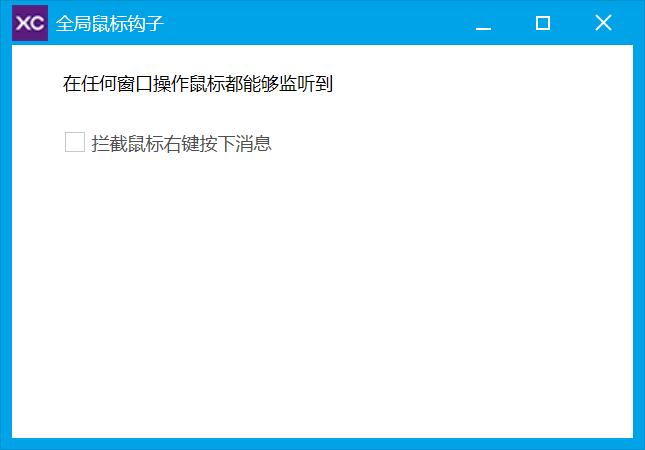 XC 全局鼠标钩子
在任何窗口操作鼠标都能够监听到
拦截鼠标右键按下消息